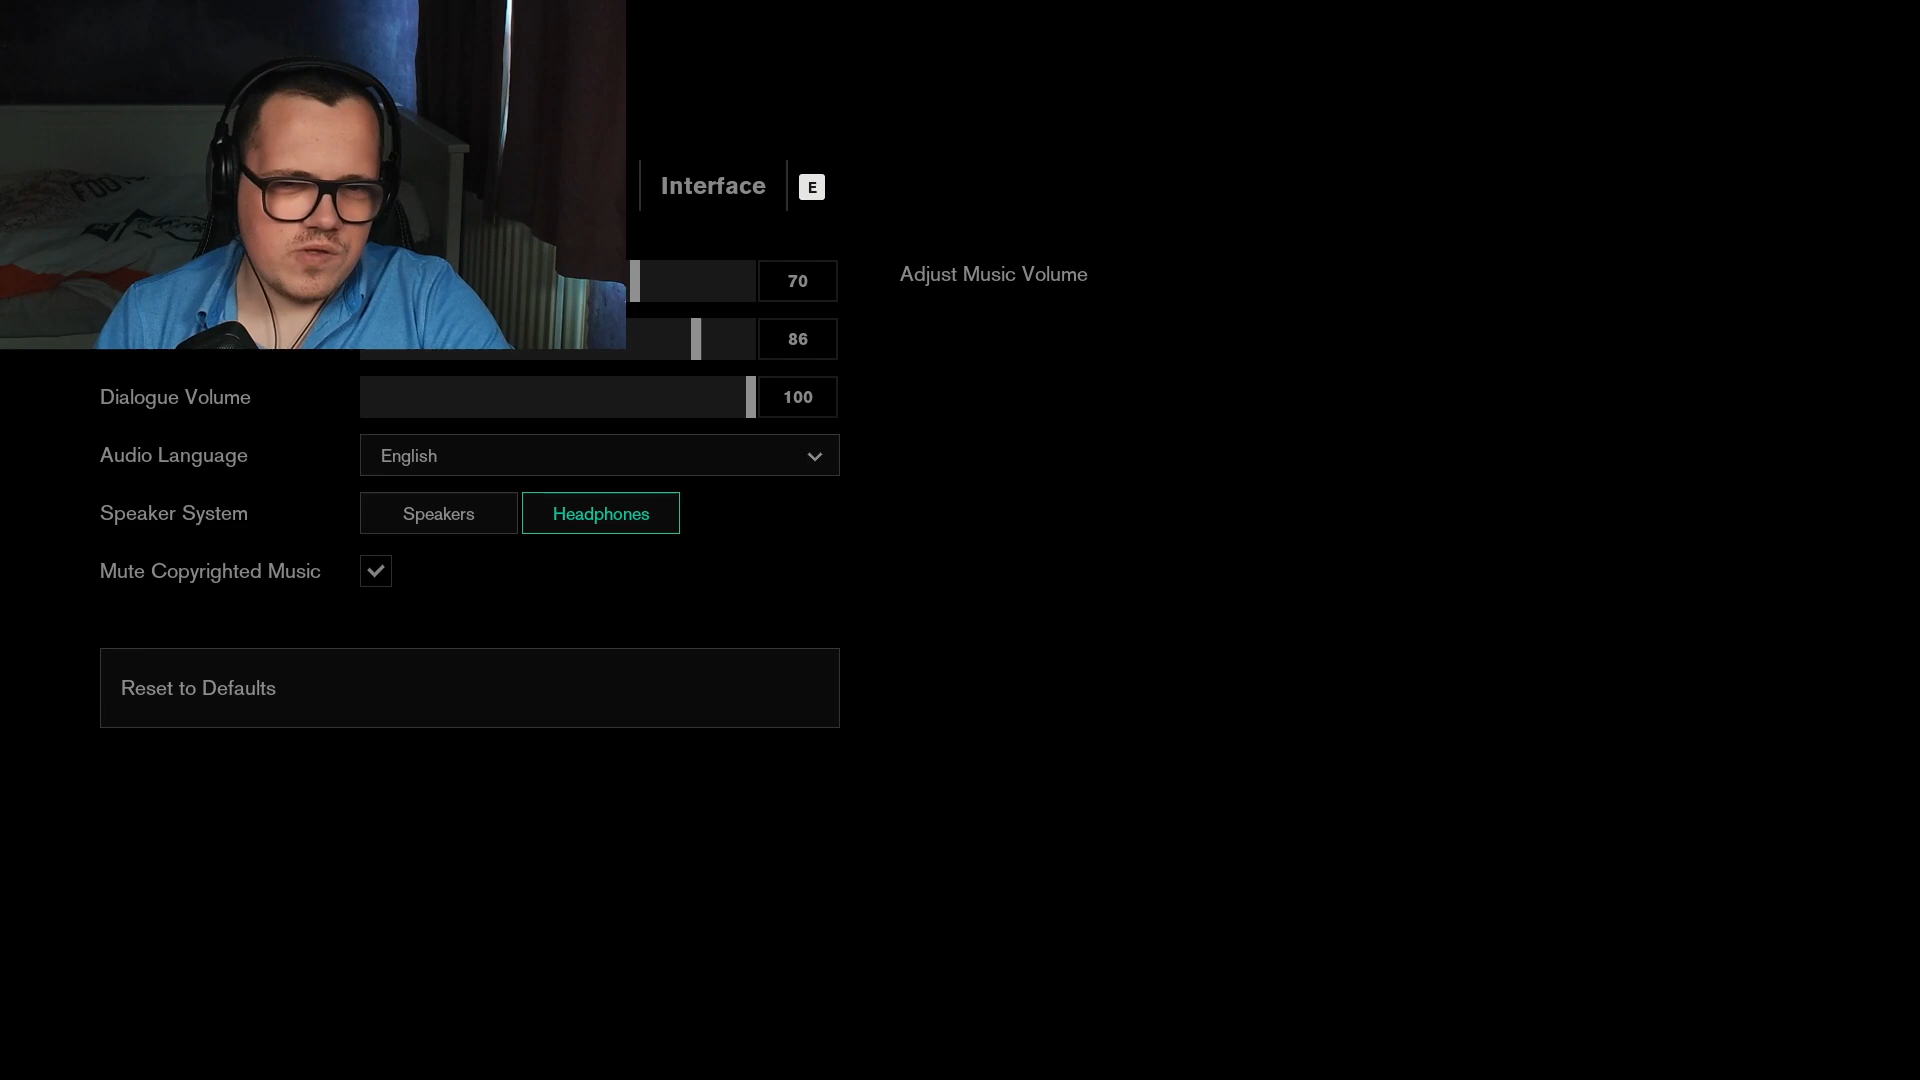 Interface
E
70
Adjust Music Volume
86
Dialogue Volume
100
Audio Language
English
Speaker System
Speakers
Headphones
Mute Copyrighted Music
Reset to Defaults